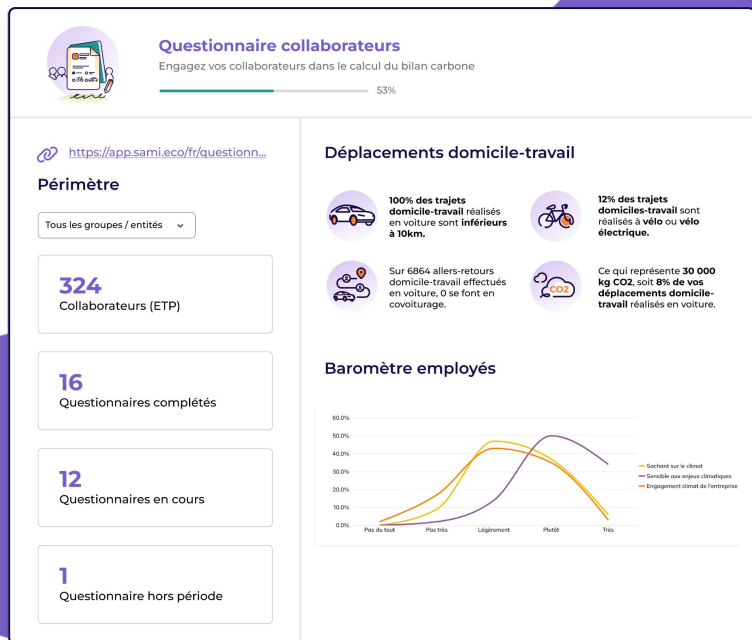 Questionnaire collaborateurs
Engagez vos collaborateurs dans le calcul du bilan carbone
53%
https://app.sami.eco/fr/questionn...
Périmètre
Tous les groupes / entités
324
Collaborateurs (ETP)
16
Questionnaires complétés
12
Questionnaires en cours
1
Questionnaire hors période
Déplacements domicile-travail
100% des trajets
domicile-travail réalisés
en voiture sont inférieurs
à 10km.
12% des trajets
domiciles-travail sont
réalisés à vélo ou vélo
électrique.
Sur 6864 allers-retours
domicile-travail effectués
en voiture, 0 se font en
covoiturage.
CO2
Ce qui représente 30 000
kg CO2, soit 8% de vos
déplacements domicile-
travail réalisés en voiture.
Baromètre employés
60.0%
50.0%
40.0%
30.0%
20.0%
10.0%
0.0%
Pas du tout
Pas très
Légèrement
Plutôt
Très
Sachant sur le climat
Sensible aux enjeux climatiques
Engagement climat de l'entreprise